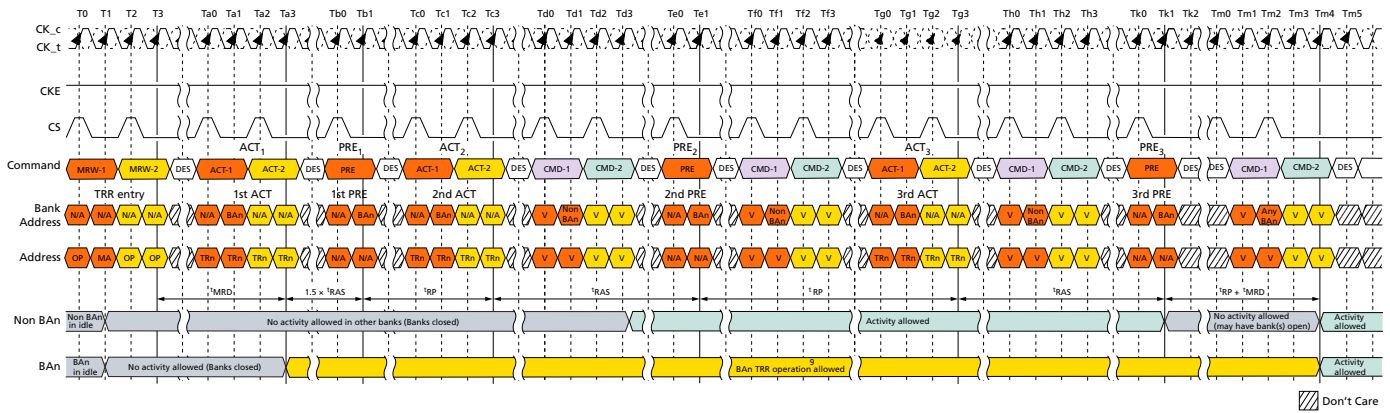 T0 T1 T2 T3 Ta0 Ta1 Ta2 Ta3 Tb0 Tb1 Tc0 Tc1 Tc2 Tc3 Td0 Td1 Td2 Td3 Te0 Te1 Tf0 Tf1 Tf2 Tf3 Tg0 Tg1 Tg2 Tg3 Th0 Th1 Th2 Th3 Tk0 Tk1 Tk2 Tm0 Tm1 Tm2 Tm3 Tm4 Tm5
CK_c
CK_t
CKE
CS
ACT1 PRE1 ACT2 PRE2 ACT3 PRE3
Command MRW-1 MRW-2 DES ACT-1 ACT-2 DES PRE DES ACT-1 ACT-2 DES CMD-1 CMD-2 DES PRE DES CMD-1 CMD-2 DES ACT-1 ACT-2 DES CMD-1 CMD-2 DES PRE DES DES CMD-1 CMD-2 DES
TRR entry 1st ACT 1st PRE 2nd ACT 2nd PRE 3rd ACT 3rd PRE
Bank Address N/A N/A N/A N/A N/A BAn N/A N/A N/A BAn N/A BAn N/A N/A V Non BAn V V N/A BAn V Non BAn V V N/A BAn N/A N/A V Non BAn V V N/A BAn V Any BAn V V
Address OP MA OP OP TRn TRn TRn TRn N/A N/A TRn TRn TRn TRn V V V V N/A N/A V V V V TRn TRn TRn TRn V V V V N/A N/A V V V V
tMRD 1.5 × tRAS tRP tRAS tRP tRAS tRP + tMRD
Non BAn Non BAn in idle No activity allowed in other banks (Banks closed) Activity allowed No activity allowed (may have bank(s) open) Activity allowed
BAn BAn in idle No activity allowed (Banks closed) 9 BAn TRR operation allowed Activity allowed
Don't Care